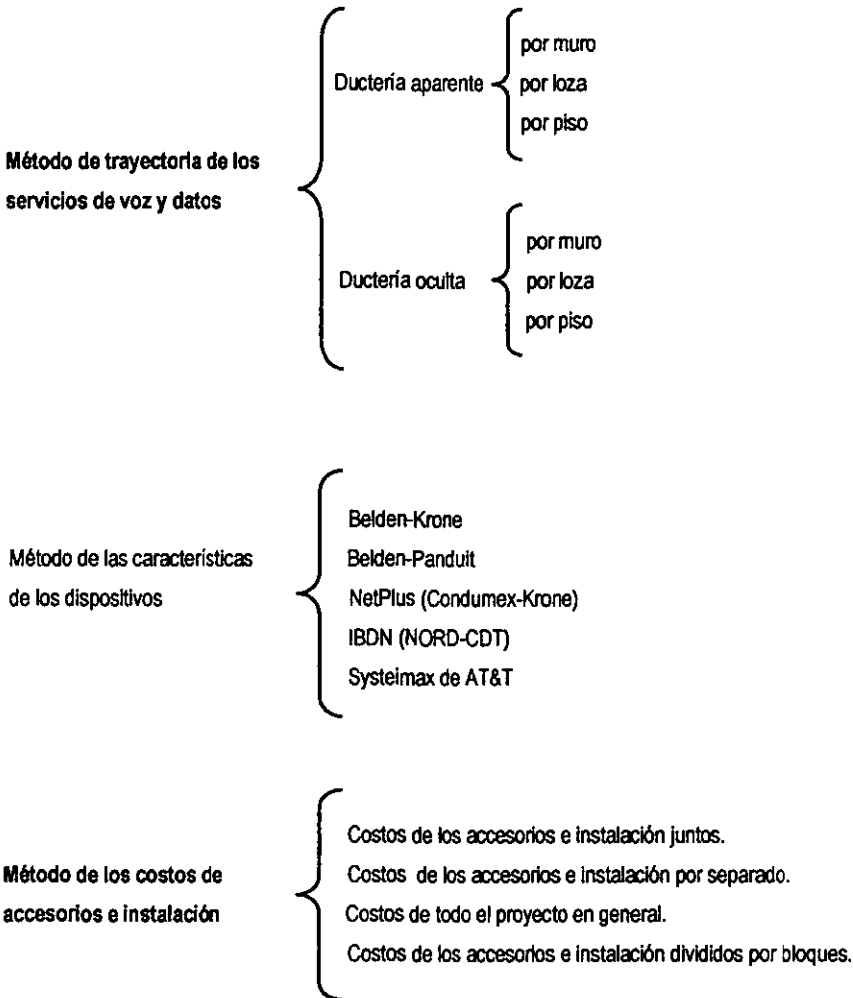 Método de trayectoria de los
servicios de voz y datos
Ductería aparente
por muro
por loza
por piso
Ductería oculta
por muro
por loza
por piso
Método de las características
de los dispositivos
Belden-Krone
Belden-Panduit
NetPlus (Condumex-Krone)
IBDN (NORD-CDT)
Systeimax de AT&T
Método de los costos de
accesorios e instalación
Costos de los accesorios e instalación juntos.
Costos de los accesorios e instalación por separado.
Costos de todo el proyecto en general.
Costos de los accesorios e instalación divididos por bloques.